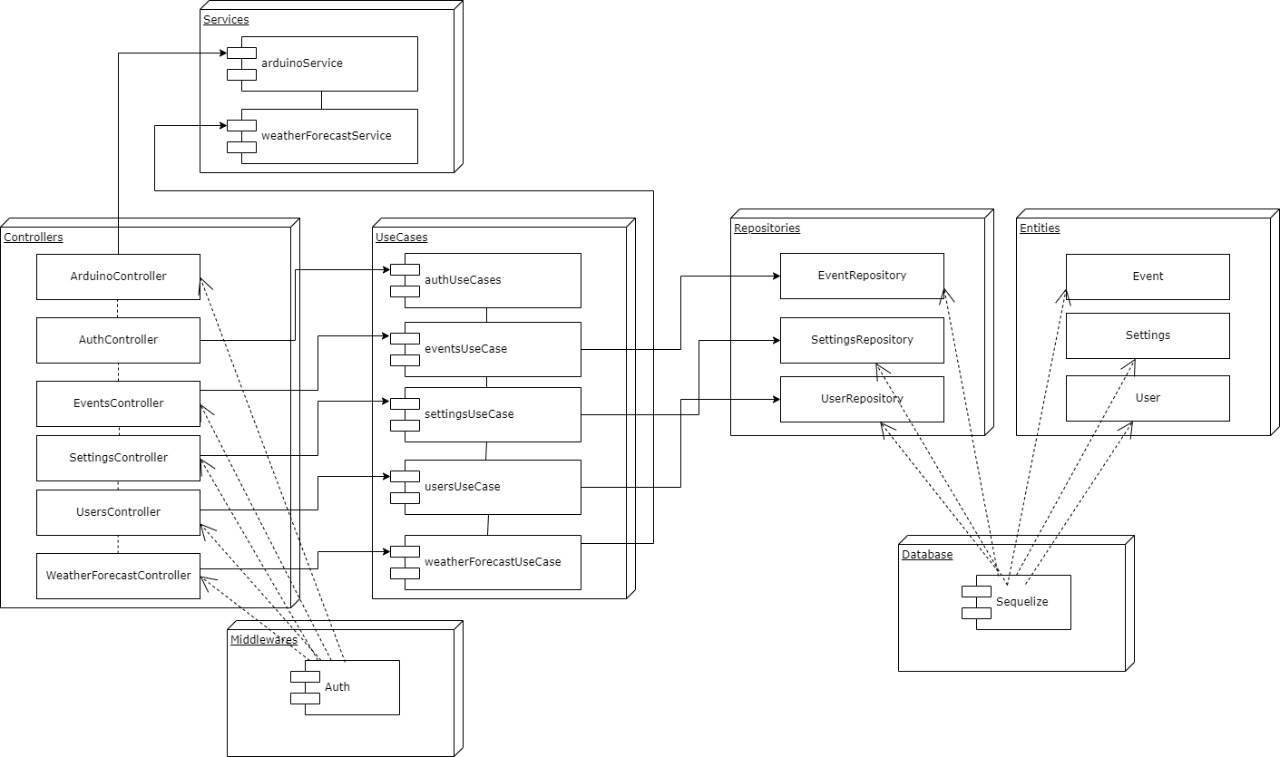 Services
arduinoService
weatherForecastService
Controllers
ArduinoController
AuthController
EventsController
SettingsController
UsersController
WeatherForecastController
UseCases
authUseCases
eventsUseCase
settingsUseCase
usersUseCase
weatherForecastUseCase
Repositories
EventRepository
SettingsRepository
UserRepository
Entities
Event
Settings
User
Database
Sequelize
Middlewares
Auth